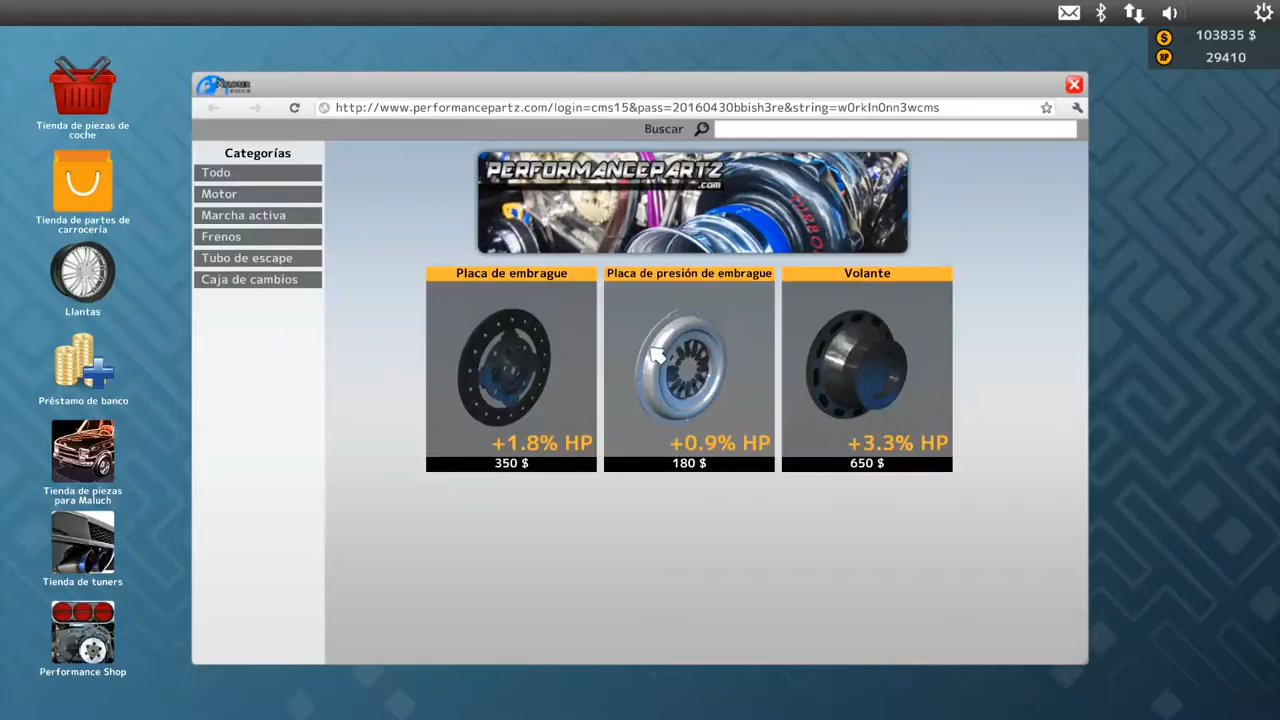 103835 $
29410
Tienda de piezas de
coche
Tienda de partes de
carrocería
Llantas
Préstamo de banco
Tienda de piezas
para Maluch
Tienda de tuners
Performance Shop
http://www.performancepartz.com/login=cms15&pass=20160430bbish3re&string=w0rkIn0nn3wcms
Buscar
Categorías
Todo
Motor
Marcha activa
Frenos
Tubo de escape
Caja de cambios
PERFORMANCEPARTZ
.com
Placa de embrague
+1.8% HP
350 $
Placa de presión de embrague
+0.9% HP
180 $
Volante
+3.3% HP
650 $